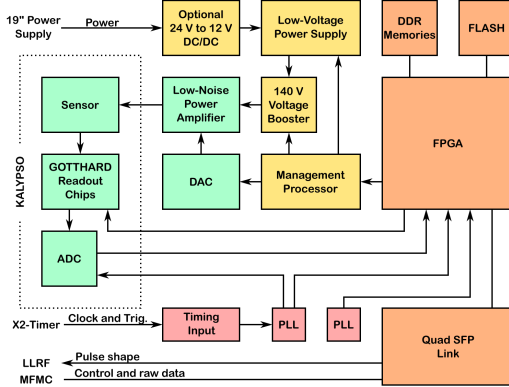 19" Power
Supply
Power
Optional
24 V to 12 V
DC/DC
Low-Voltage
Power Supply
DDR
Memories
FLASH
Sensor
Low-Noise
Power
Amplifier
140 V
Voltage
Booster
FPGA
KALYPSO
GOTTHARD
Readout
Chips
DAC
Management
Processor
ADC
X2-Timer
Clock and Trig.
Timing
Input
PLL
PLL
Quad SFP
Link
LLRF
Pulse shape
MFMC
Control and raw data